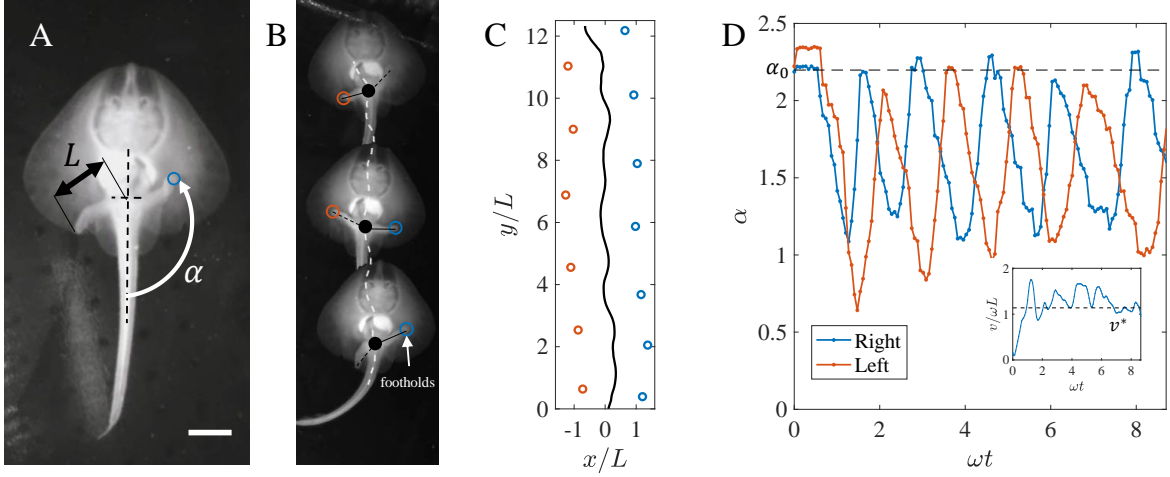 A
L
α
B
footholds
C
12
10
8
6
4
2
0
y/L
-1 0 1
x/L
D
2.5
α₀
2
1.5
1
0.5
0
α
0 2 4 6 8
ωt
Right
Left
2
1
0
v/ωL
v*
0 2 4 6 8
ωt